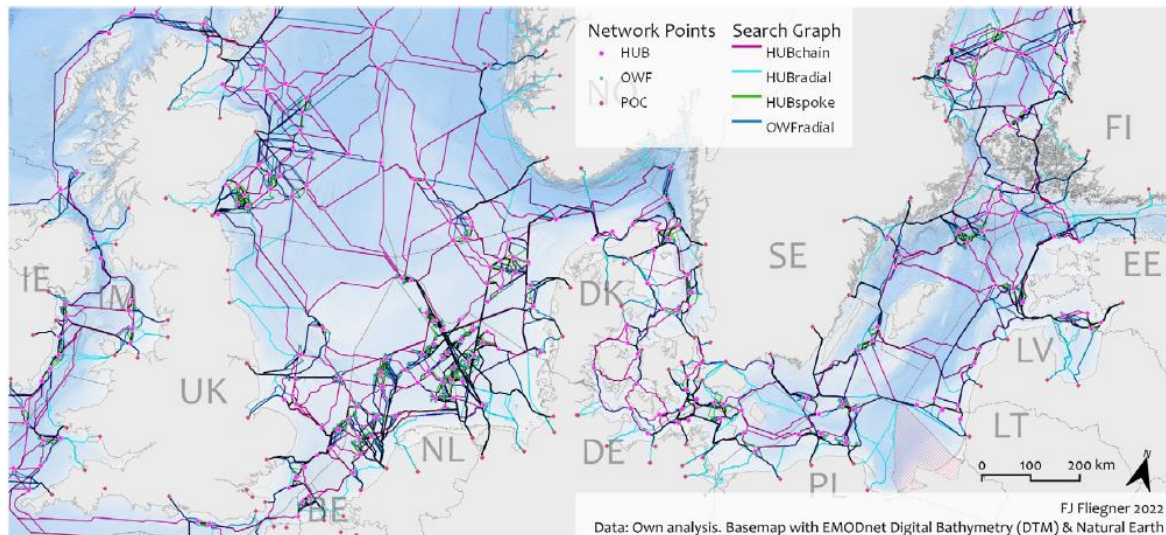 Network Points
HUB
OWF
POC
Search Graph
HUBchain
HUBradial
HUBspoke
OWFradial
NO
FI
SE
EE
IE
IM
DK
LV
UK
LT
NL
DE
PL
BE
0 100 200 km
N
FJ Fliegner 2022
Data: Own analysis. Basemap with EMODnet Digital Bathymetry (DTM) & Natural Earth